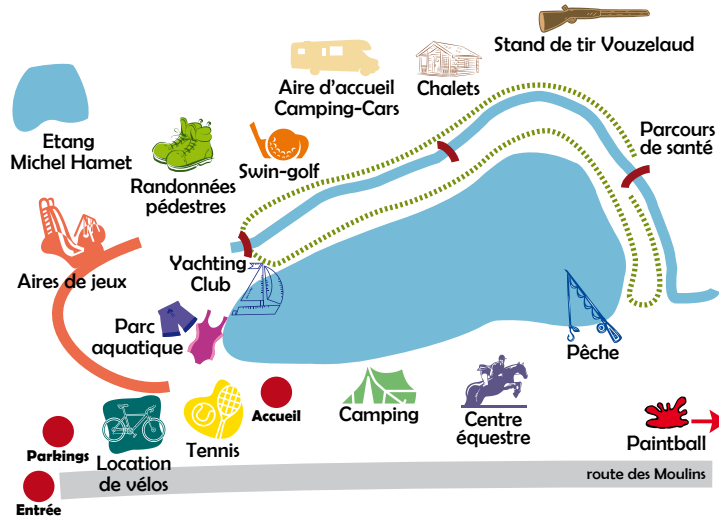 Stand de tir Vouzelaud
Aire d'accueil
Camping-Cars
Chalets
Etang
Michel Hamet
Randonnées
pédestres
Swin-golf
Parcours
de santé
Aires de jeux
Yachting
Club
Parc
aquatique
Pêche
Accueil
Camping
Centre
équestre
Tennis
Paintball
Parkings
Location
de vélos
route des Moulins
Entrée